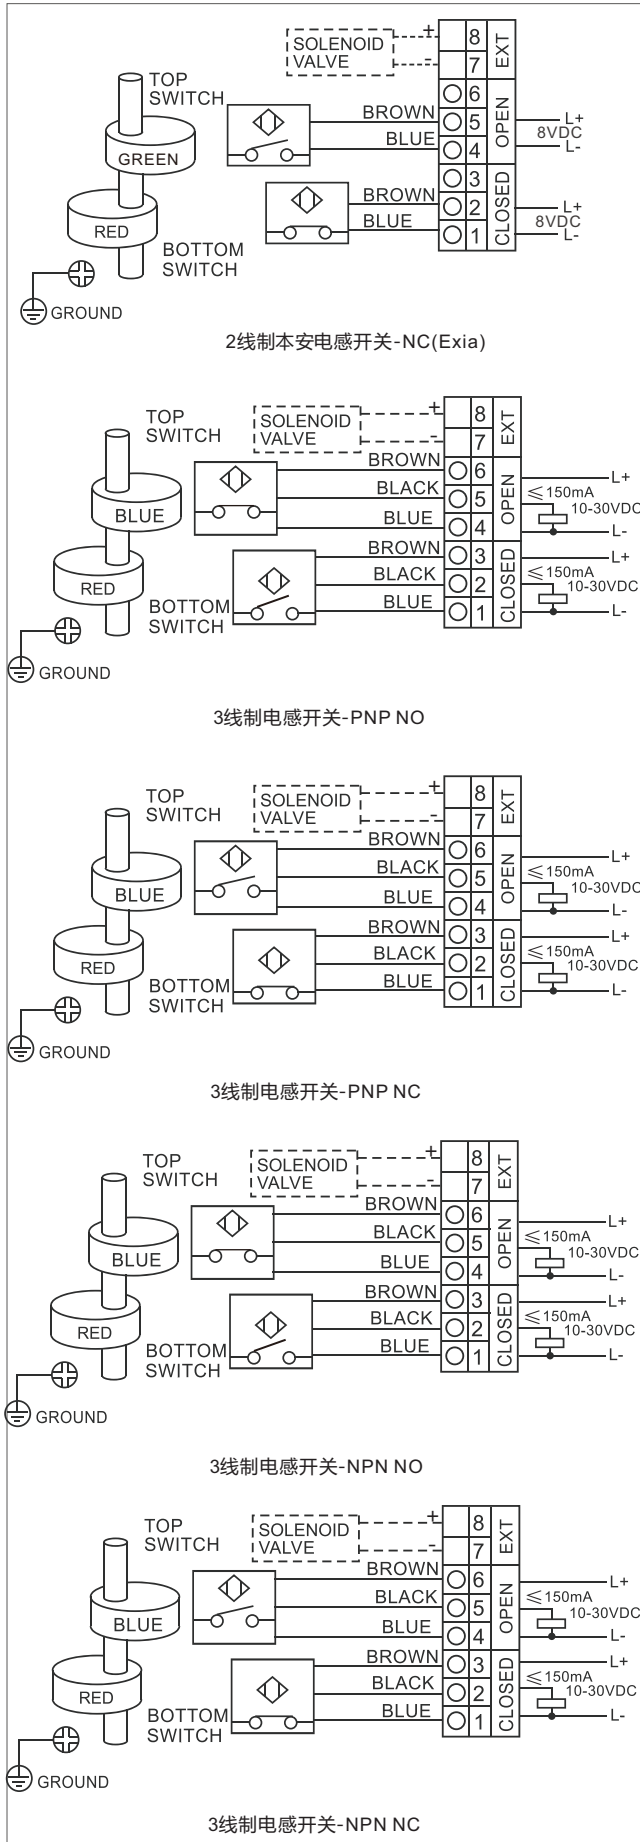 SOLENOID
VALVE
+
-
8
7
EXT
TOP
SWITCH
GREEN
RED
BOTTOM
SWITCH
GROUND
BROWN
BLUE
BROWN
BLUE
6
5
4
OPEN
3
2
1
CLOSED
L+
8VDC
L-
L+
8VDC
L-
2线制本安电感开关-NC(Exia)
TOP
SWITCH
SOLENOID
VALVE
+
-
8
7
EXT
BLUE
RED
BOTTOM
SWITCH
GROUND
BROWN
BLACK
BLUE
BROWN
BLACK
BLUE
6
5
4
OPEN
3
2
1
CLOSED
L+
≤150mA
10-30VDC
L-
L+
≤150mA
10-30VDC
L-
3线制电感开关-PNP NO
TOP
SWITCH
SOLENOID
VALVE
+
-
8
7
EXT
BLUE
RED
BOTTOM
SWITCH
GROUND
BROWN
BLACK
BLUE
BROWN
BLACK
BLUE
6
5
4
OPEN
3
2
1
CLOSED
L+
≤150mA
10-30VDC
L-
L+
≤150mA
10-30VDC
L-
3线制电感开关-PNP NC
TOP
SWITCH
SOLENOID
VALVE
+
-
8
7
EXT
BLUE
RED
BOTTOM
SWITCH
GROUND
BROWN
BLACK
BLUE
BROWN
BLACK
BLUE
6
5
4
OPEN
3
2
1
CLOSED
L+
≤150mA
10-30VDC
L-
L+
≤150mA
10-30VDC
L-
3线制电感开关-NPN NO
TOP
SWITCH
SOLENOID
VALVE
+
-
8
7
EXT
BLUE
RED
BOTTOM
SWITCH
GROUND
BROWN
BLACK
BLUE
BROWN
BLACK
BLUE
6
5
4
OPEN
3
2
1
CLOSED
L+
≤150mA
10-30VDC
L-
L+
≤150mA
10-30VDC
L-
3线制电感开关-NPN NC